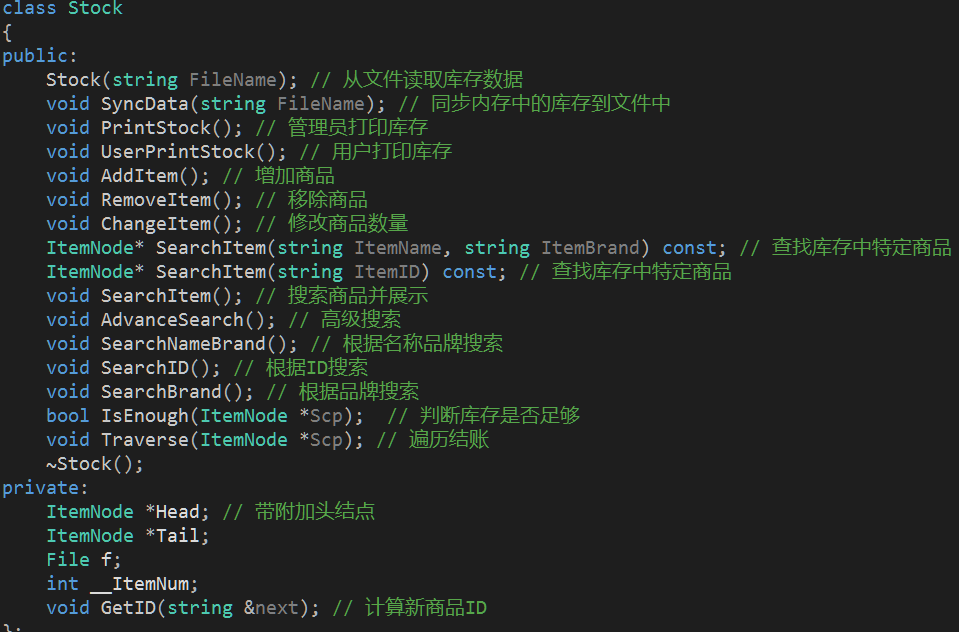 class Stock
{
public:
    Stock(string FileName); // 从文件读取库存数据
    void SyncData(string FileName); // 同步内存中的库存到文件中
    void PrintStock(); // 管理员打印库存
    void UserPrintStock(); // 用户打印库存
    void AddItem(); // 增加商品
    void RemoveItem(); // 移除商品
    void ChangeItem(); // 修改商品数量
    ItemNode* SearchItem(string ItemName, string ItemBrand) const; // 查找库存中特定商品
    ItemNode* SearchItem(string ItemID) const; // 查找库存中特定商品
    void SearchItem(); // 搜索商品并展示
    void AdvanceSearch(); // 高级搜索
    void SearchNameBrand(); // 根据名称品牌搜索
    void SearchID(); // 根据ID搜索
    void SearchBrand(); // 根据品牌搜索
    bool IsEnough(ItemNode *Scp);  // 判断库存是否足够
    void Traverse(ItemNode *Scp); // 遍历结账
    ~Stock();
private:
    ItemNode *Head; // 带附加头结点
    ItemNode *Tail;
    File f;
    int __ItemNum;
    void GetID(string &next); // 计算新商品ID
};